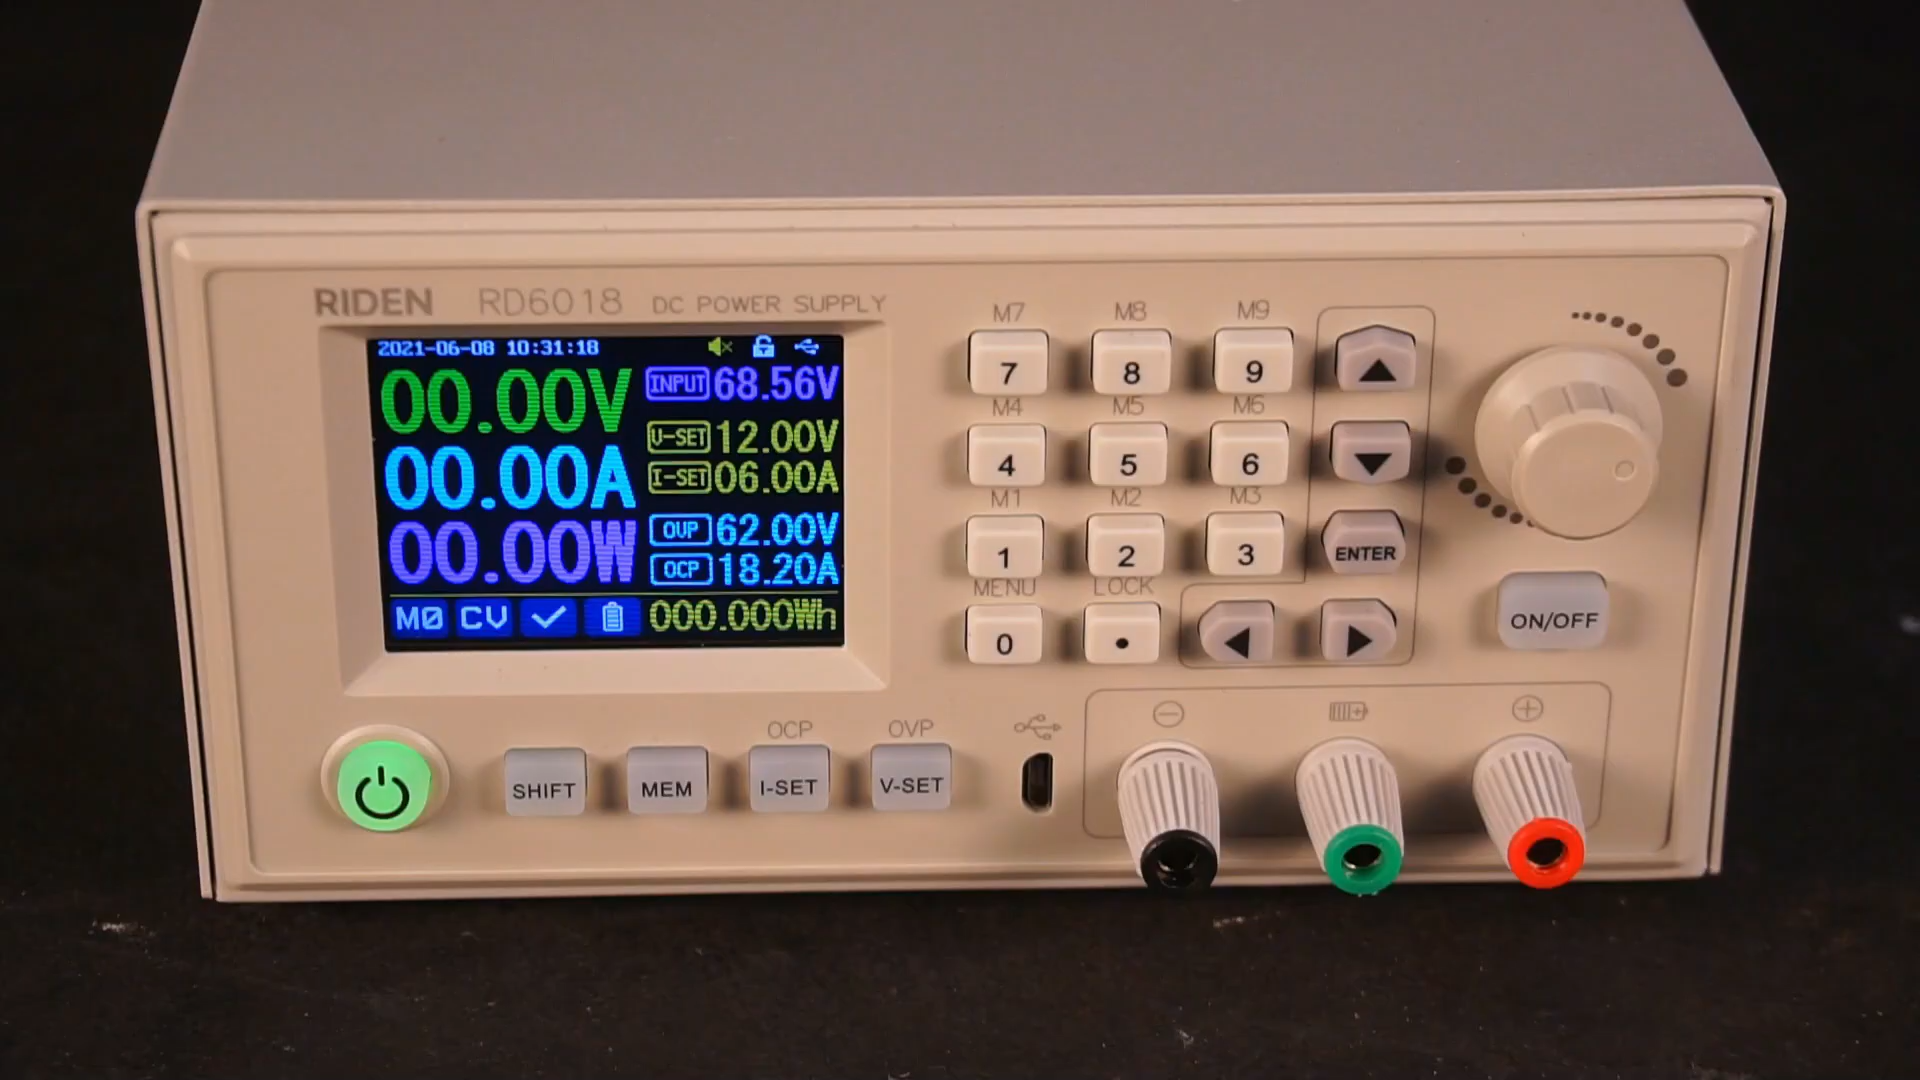 RIDEN RD6018 DC POWER SUPPLY
2021-06-08 10:31:18
00.00V
00.00A
00.00W
INPUT 68.56V
V-SET 12.00V
I-SET 06.00A
OVP 62.00V
OCP 18.20A
M0 CV 000.000Wh
M7 M8 M9
7 8 9
M4 M5 M6
4 5 6
M1 M2 M3
1 2 3 ENTER
MENU LOCK
0 .
ON/OFF
OCP OVP
SHIFT MEM I-SET V-SET